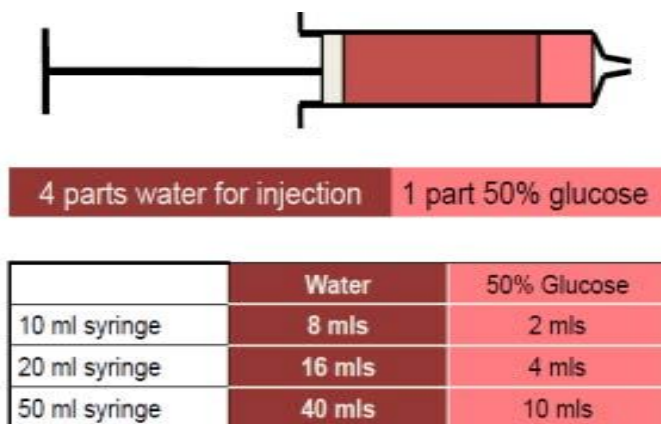 4 parts water for injection 1 part 50% glucose
Water 50% Glucose
10 ml syringe 8 mls 2 mls
20 ml syringe 16 mls 4 mls
50 ml syringe 40 mls 10 mls